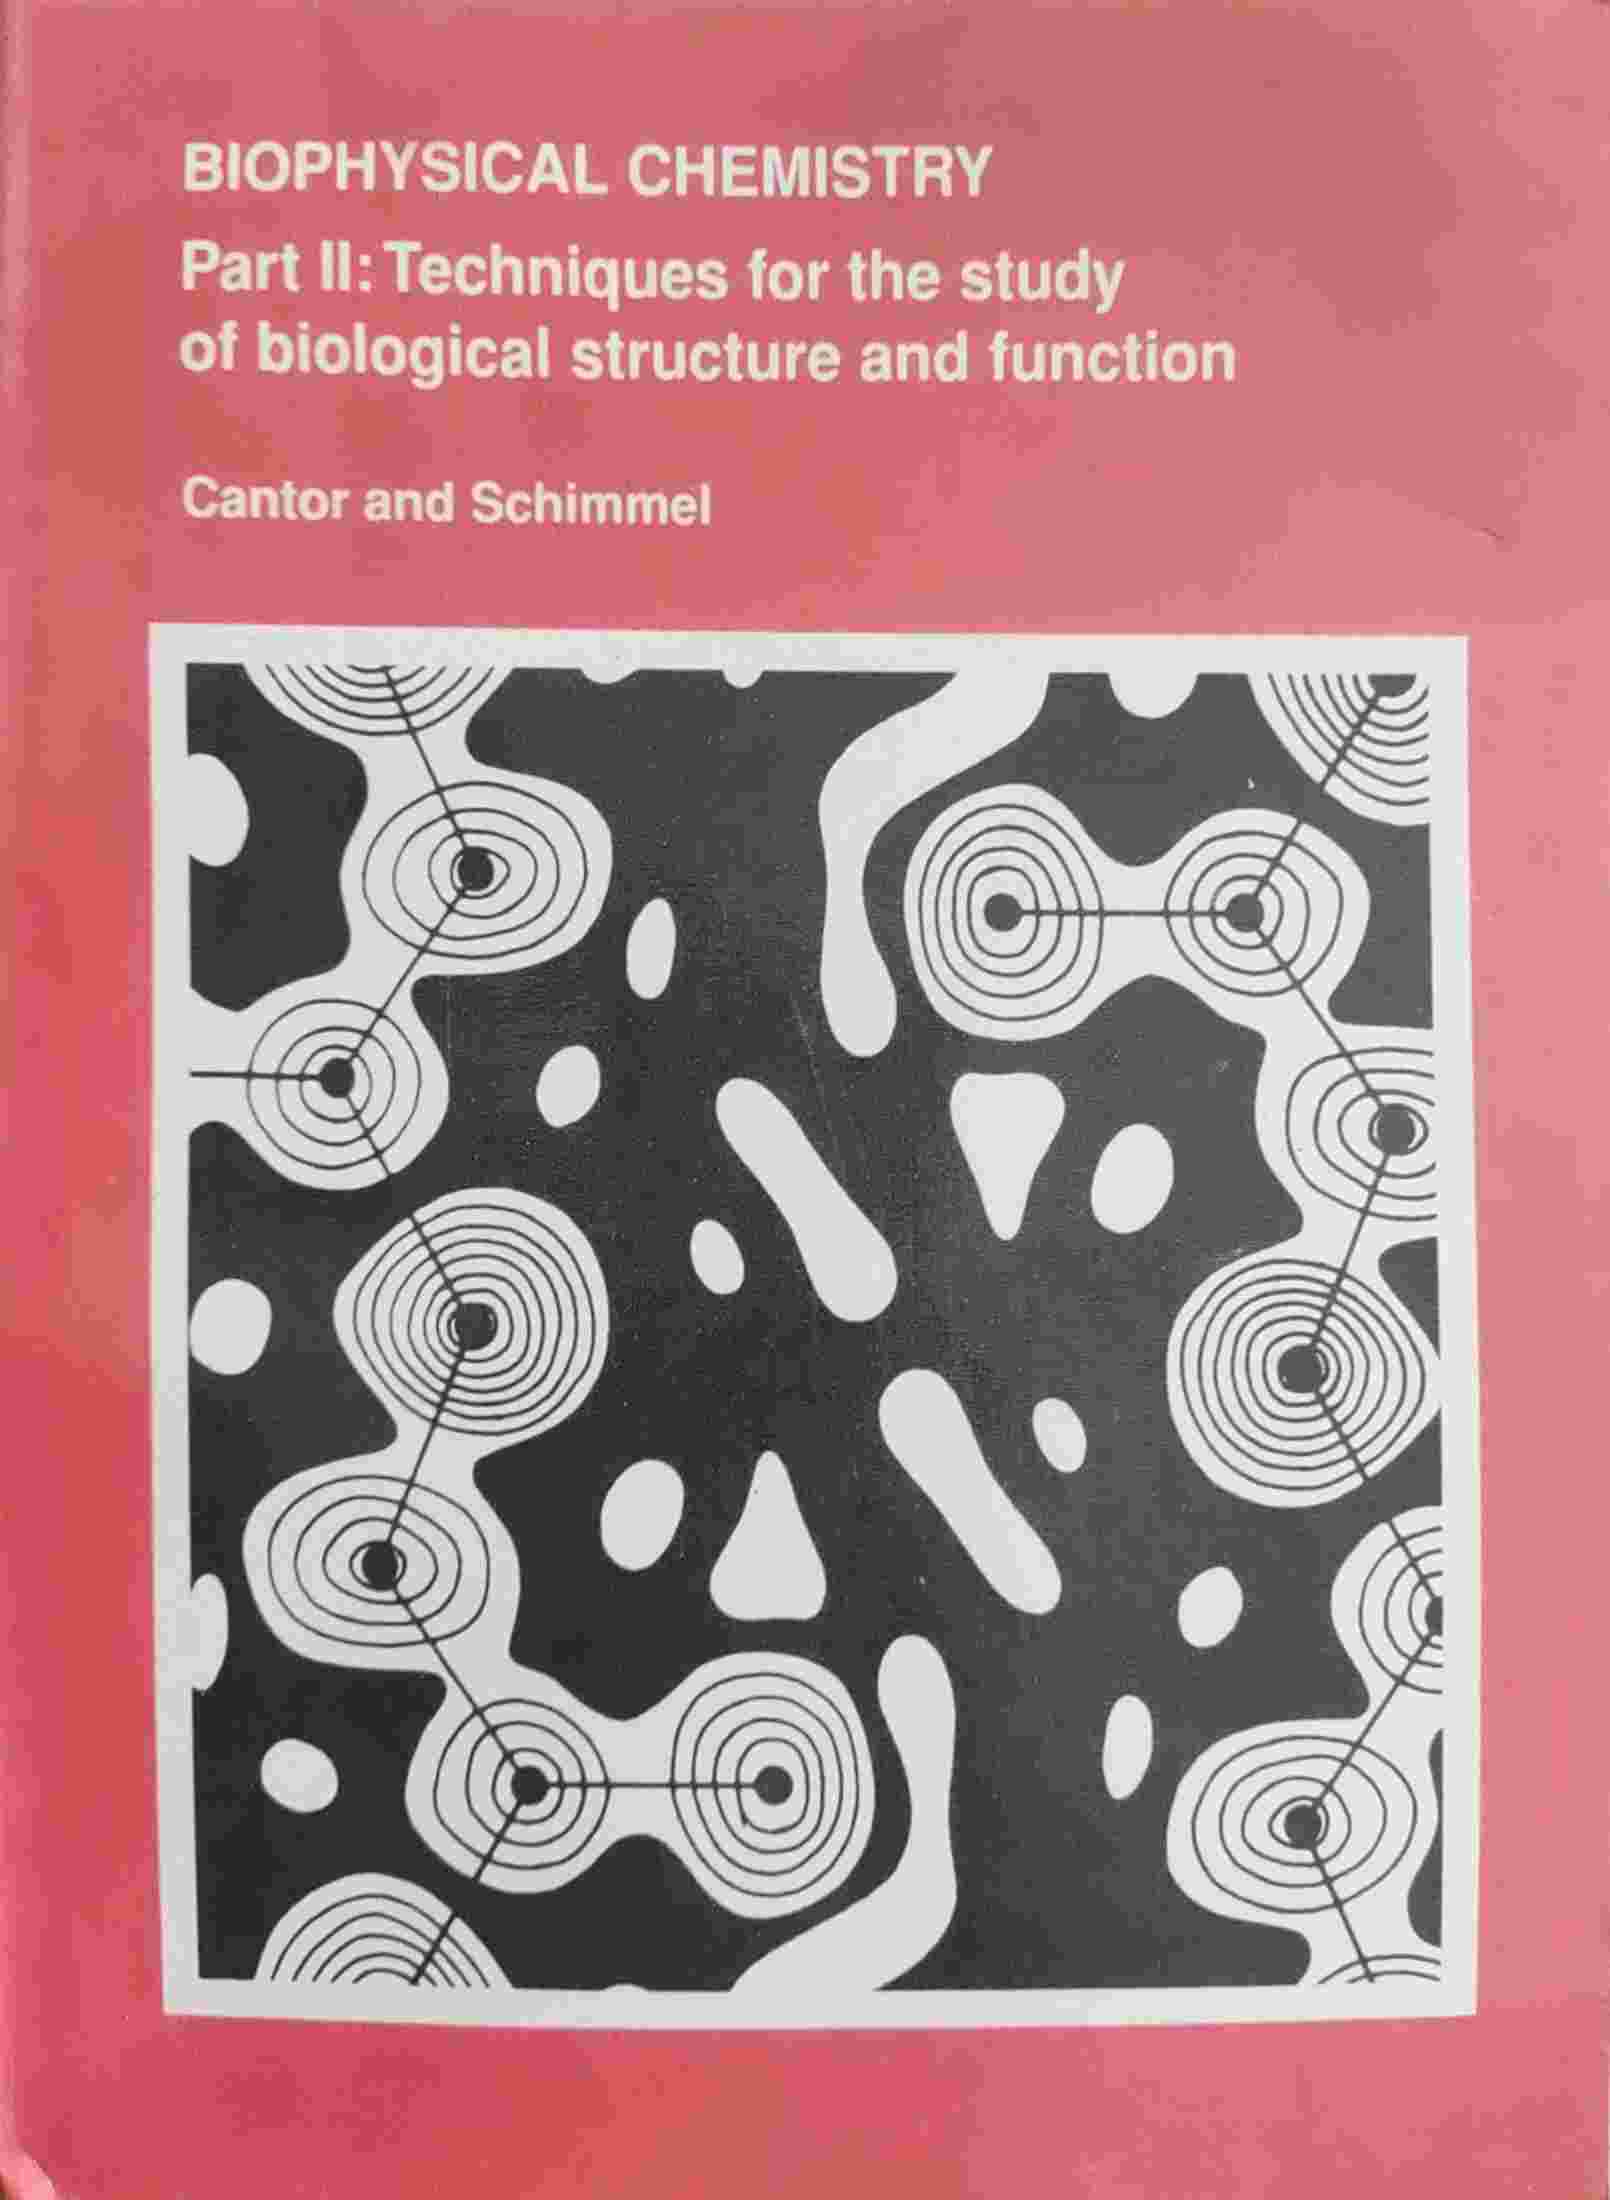 BIOPHYSICAL CHEMISTRY
Part II: Techniques for the study
of biological structure and function
Cantor and Schimmel